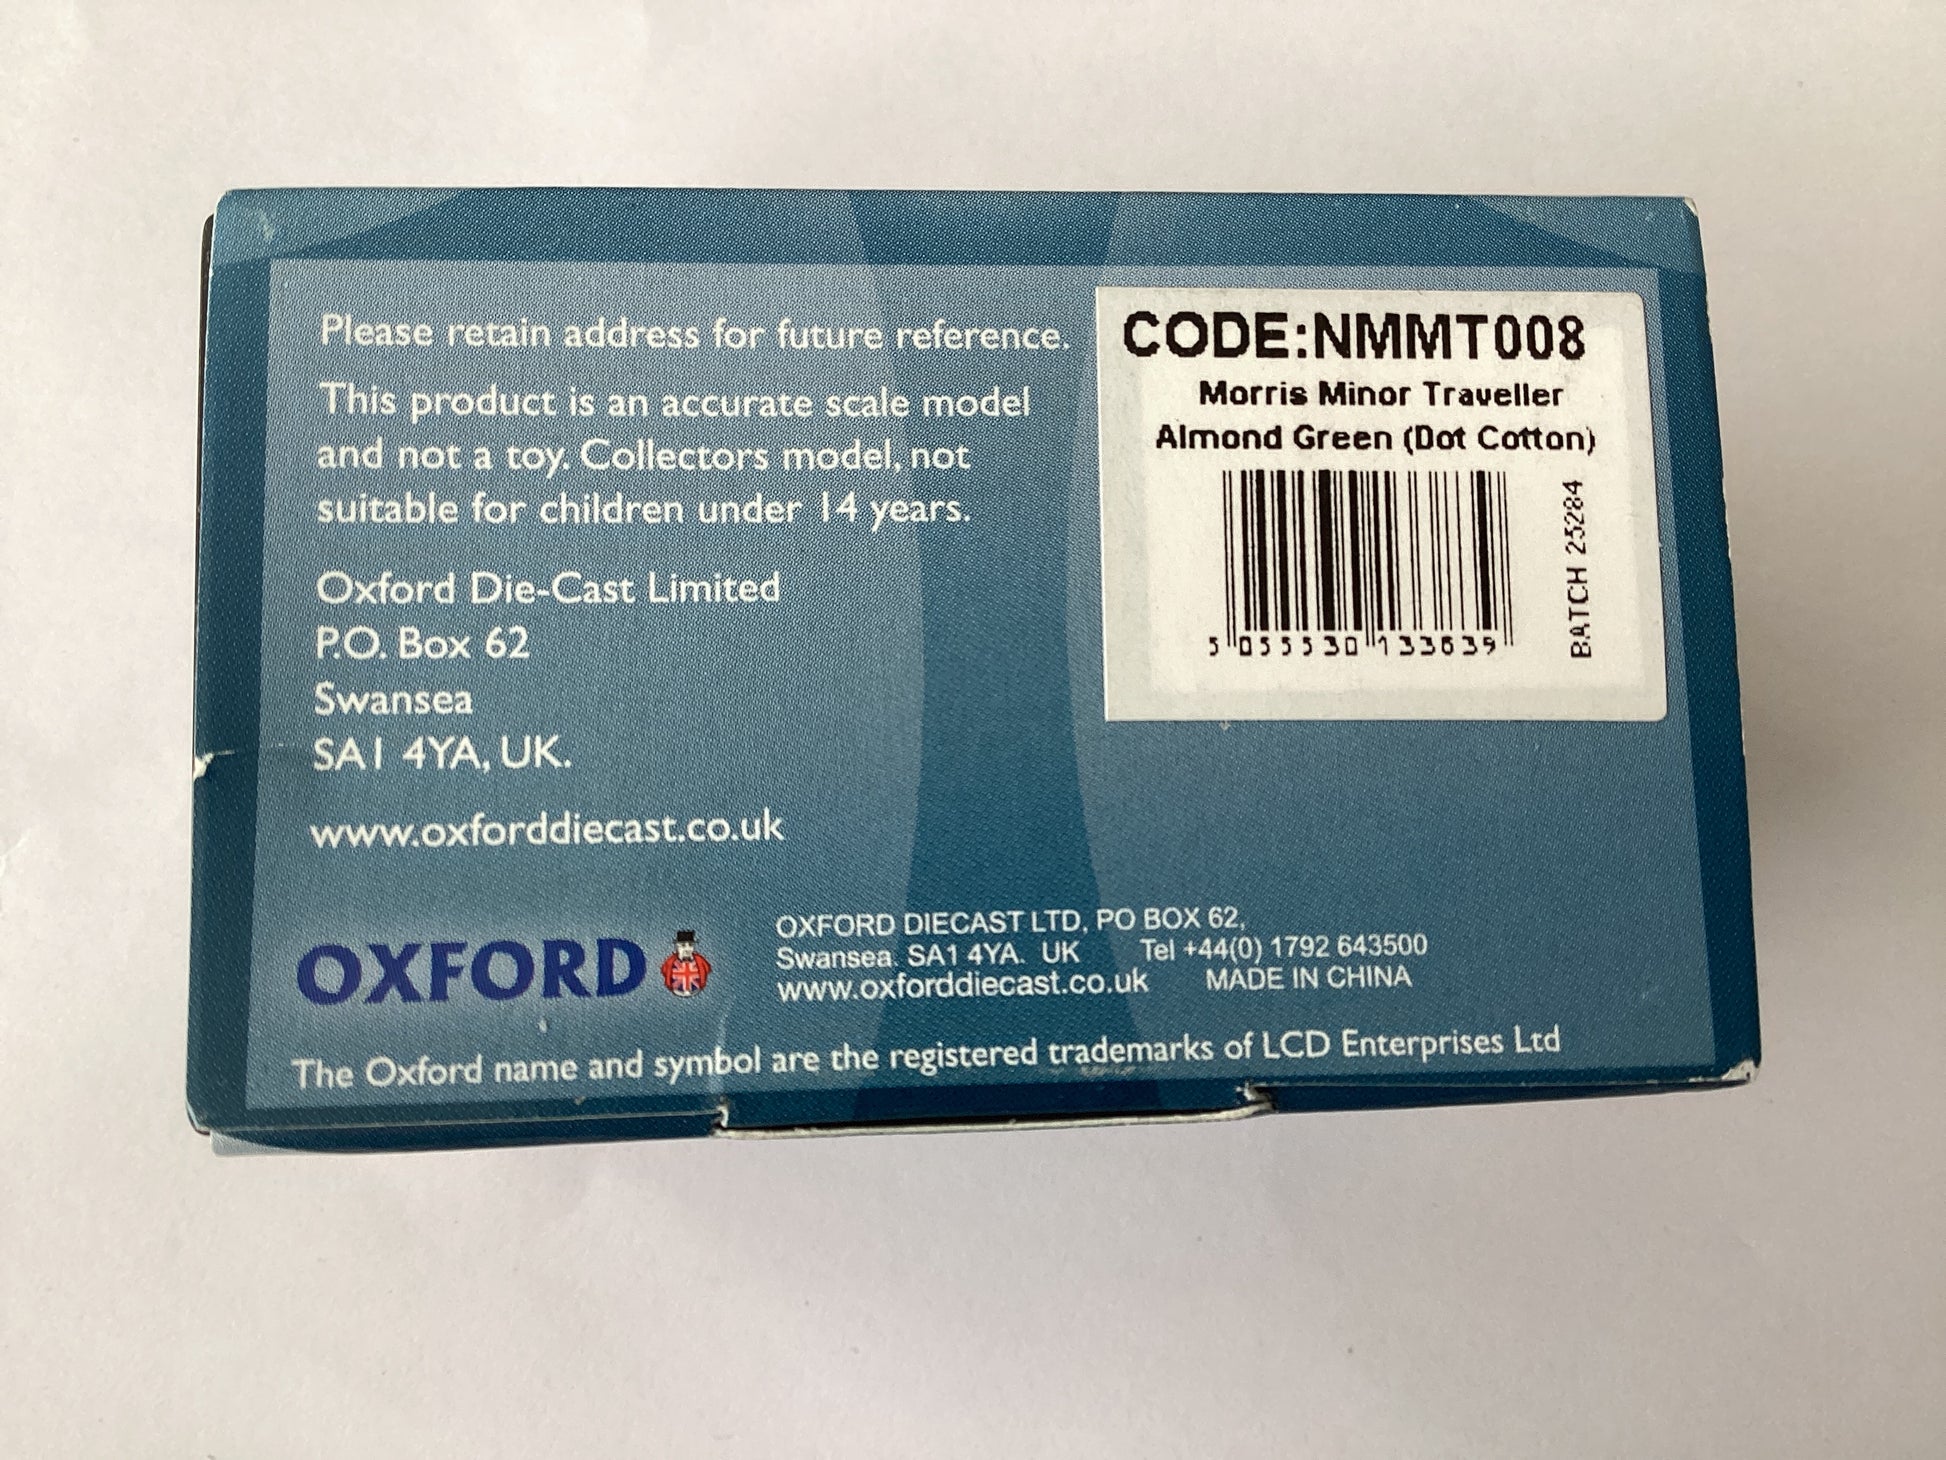 Please retain address for future reference.
This product is an accurate scale model
and not a toy. Collectors model, not
suitable for children under 14 years.
Oxford Die-Cast Limited
P.O. Box 62
Swansea
SA1 4YA, UK.
www.oxforddiecast.co.uk
CODE:NMMT008
Morris Minor Traveller
Almond Green (Dot Cotton)
5 055530 133639
BATCH 25284
OXFORD
OXFORD DIECAST LTD, PO BOX 62,
Swansea. SA1 4YA. UK Tel +44(0) 1792 643500
www.oxforddiecast.co.uk MADE IN CHINA
The Oxford name and symbol are the registered trademarks of LCD Enterprises Ltd